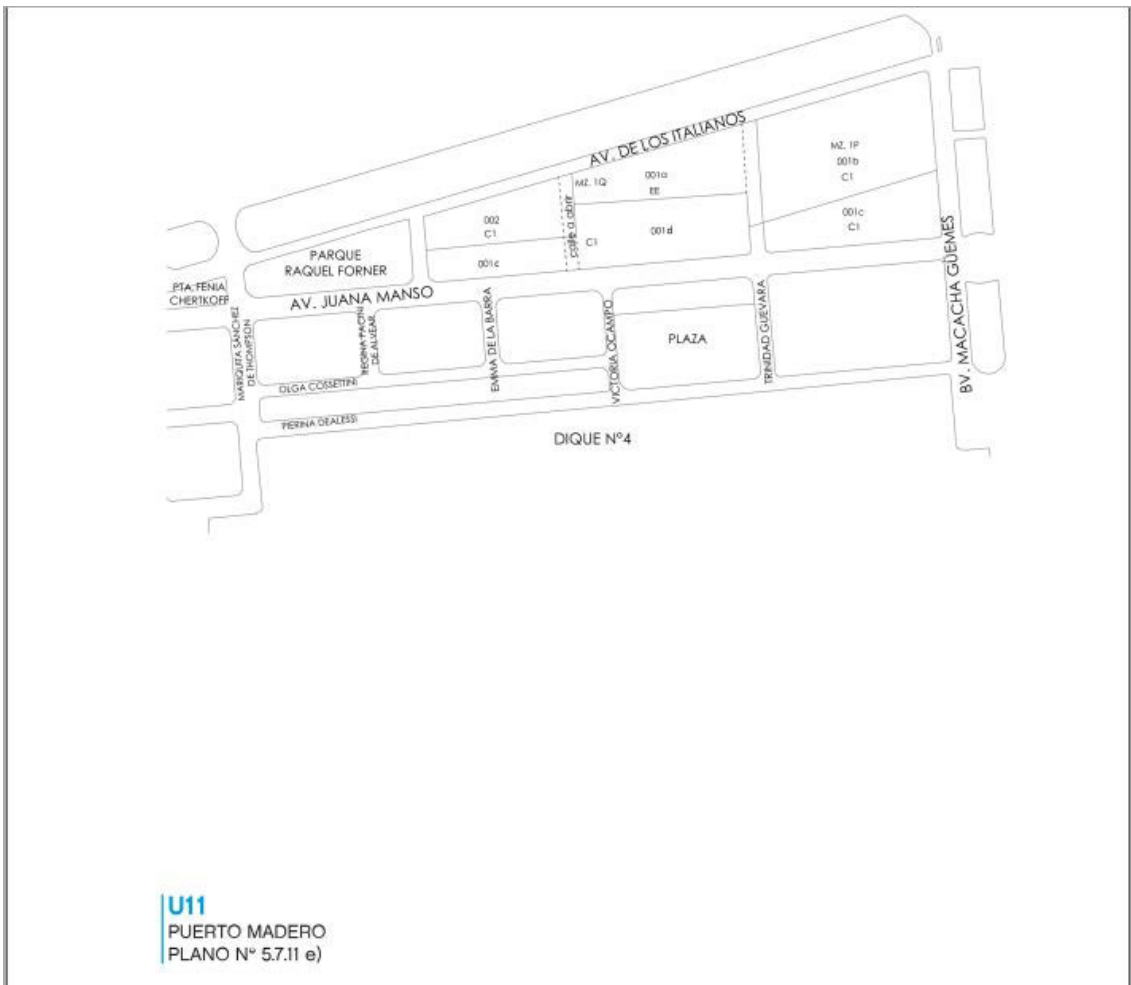 AV. DE LOS ITALIANOS
MZ. 1P
001b
C1
MZ. 1Q
001a
EE
001c
C1
002
C1
calle a abrir
001d
C1
001c
PARQUE
RAQUEL FORNER
PTA. FENIA
CHERTKOFF
AV. JUANA MANSO
BV. MACACHA GÜEMES
MARIQUITA SÁNCHEZ
DE THOMPSON
REGINA PACINI
DE ALVEAR
EMMA DE LA BARRA
VICTORIA OCAMPO
PLAZA
TRINIDAD GUEVARA
OLGA COSSETTINI
PIERINA DEALESSI
DIQUE Nº4
U11
PUERTO MADERO
PLANO Nº 5.7.11 e)